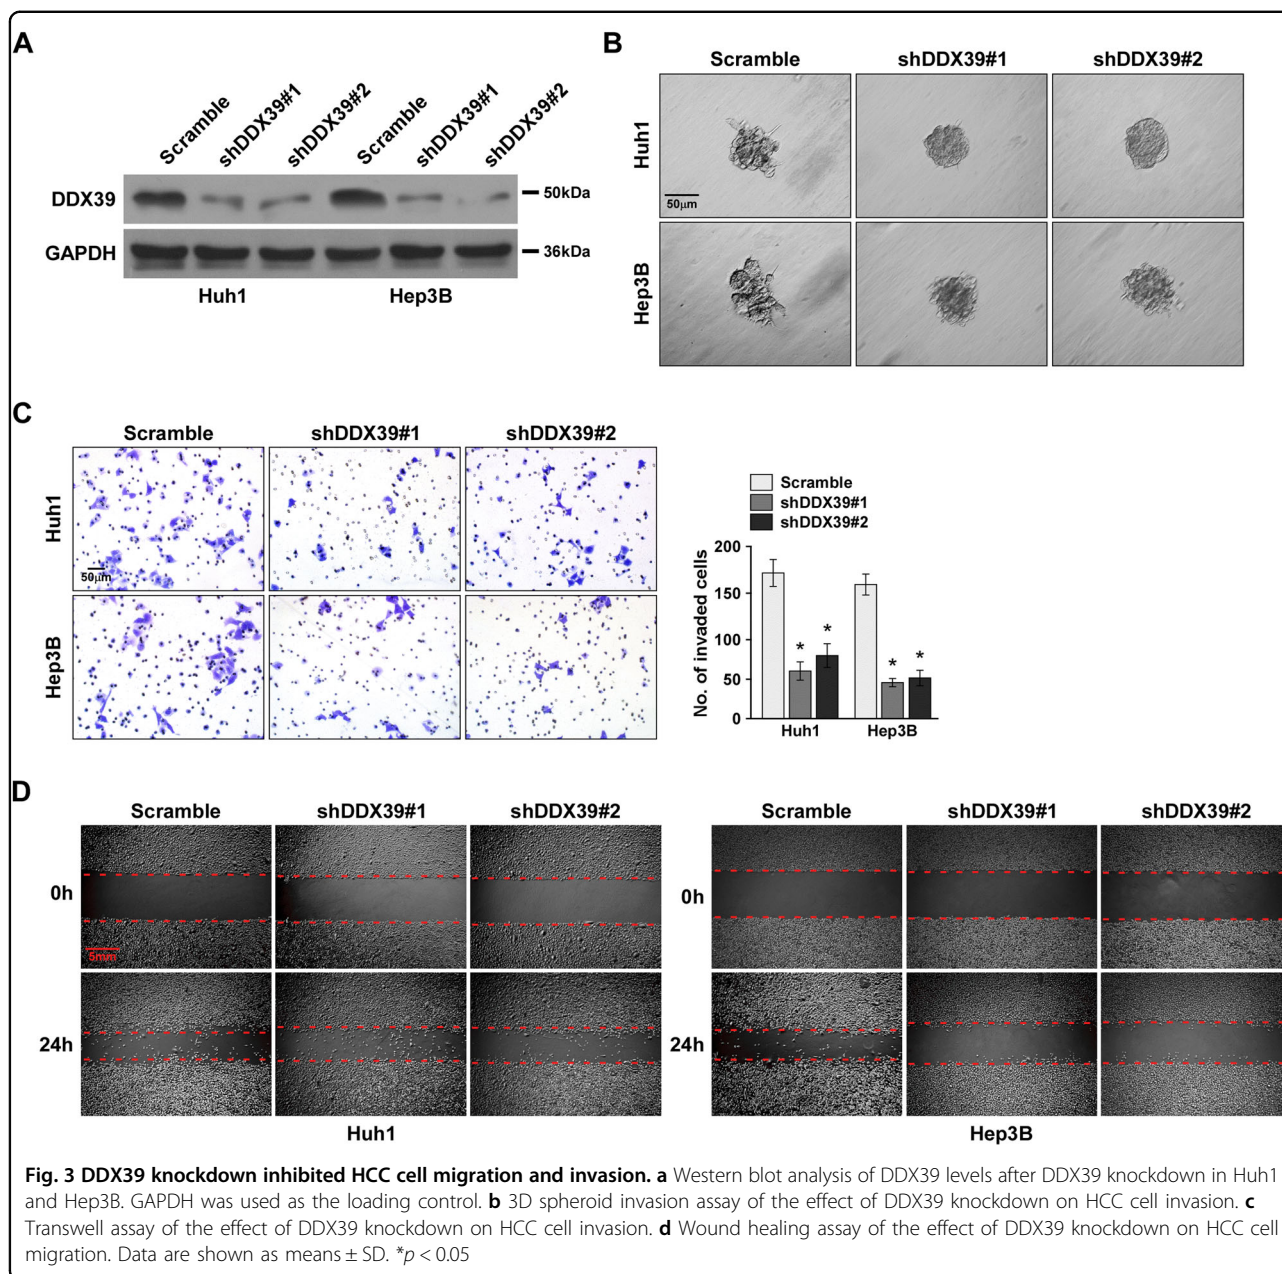 A
Scramble shDDX39#1 shDDX39#2 Scramble shDDX39#1 shDDX39#2
DDX39 50kDa
GAPDH 36kDa
Huh1 Hep3B
B
Scramble shDDX39#1 shDDX39#2
Huh1
50μm
Hep3B
C
Scramble shDDX39#1 shDDX39#2
Huh1
50μm
Hep3B
Scramble
shDDX39#1
shDDX39#2
No. of invaded cells
200
150
100
50
0
* * * *
Huh1 Hep3B
D
Scramble shDDX39#1 shDDX39#2 Scramble shDDX39#1 shDDX39#2
0h 0h
5mm
24h 24h
Huh1 Hep3B
Fig. 3 DDX39 knockdown inhibited HCC cell migration and invasion. a Western blot analysis of DDX39 levels after DDX39 knockdown in Huh1
and Hep3B. GAPDH was used as the loading control. b 3D spheroid invasion assay of the effect of DDX39 knockdown on HCC cell invasion. c
Transwell assay of the effect of DDX39 knockdown on HCC cell invasion. d Wound healing assay of the effect of DDX39 knockdown on HCC cell
migration. Data are shown as means ± SD. *p < 0.05